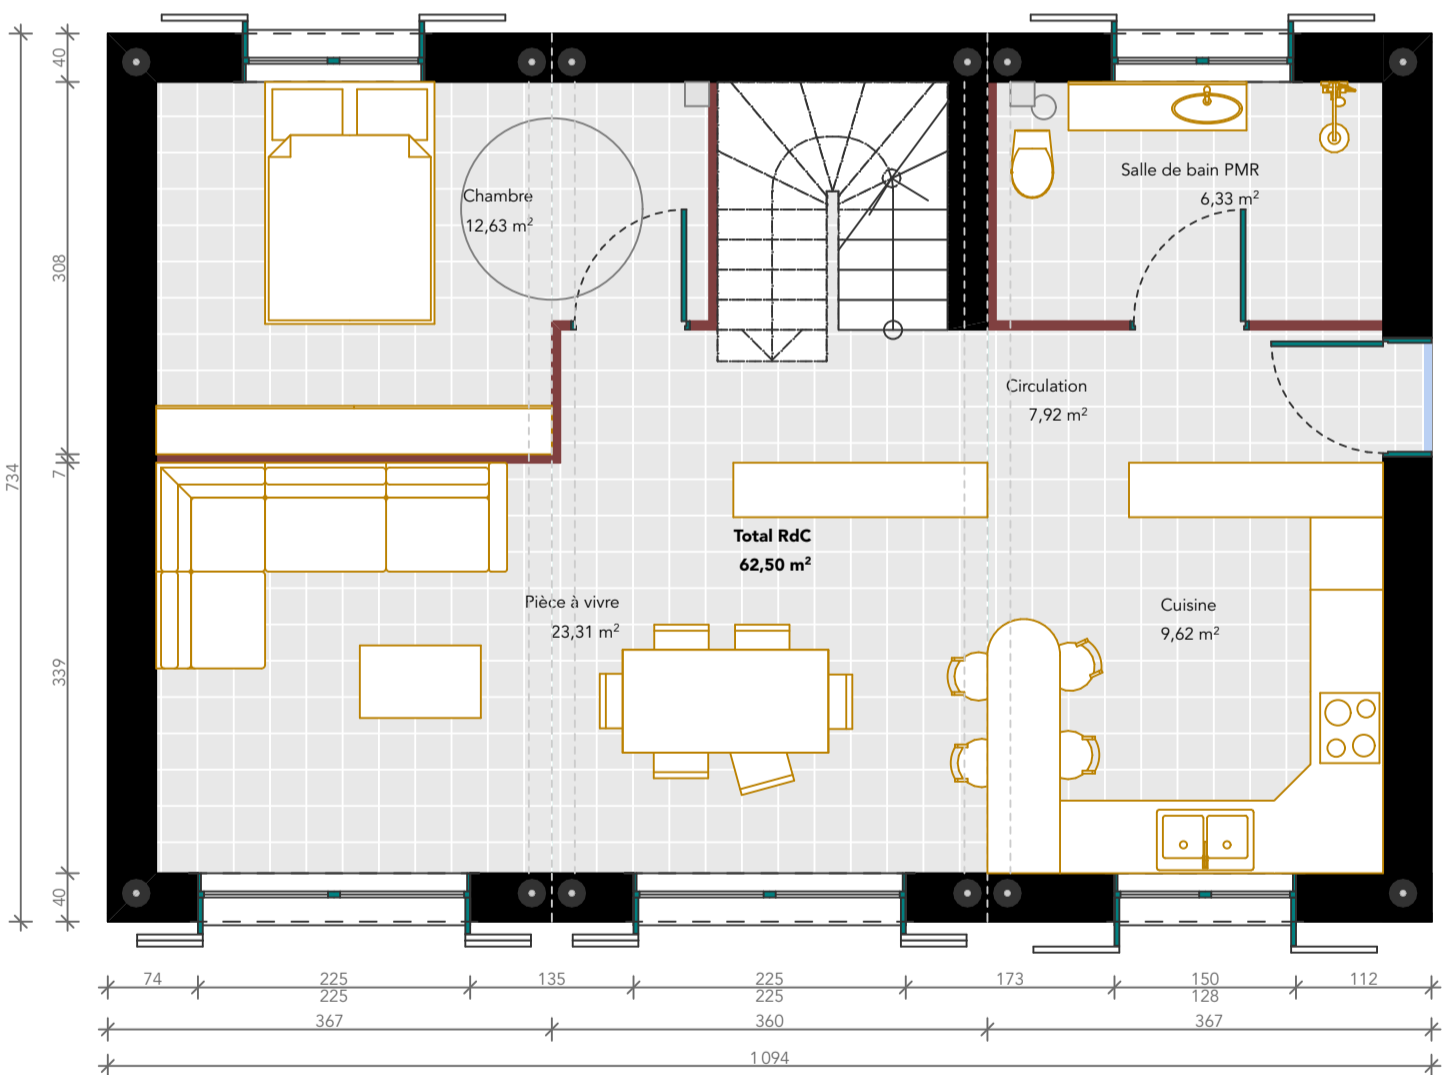 40
308
7
734
339
40
Chambre
12,63 m²
Salle de bain PMR
6,33 m²
Circulation
7,92 m²
Total RdC
62,50 m²
Pièce à vivre
23,31 m²
Cuisine
9,62 m²
74 225 135 225 173 150 112
225 225 128
367 360 367
1 094